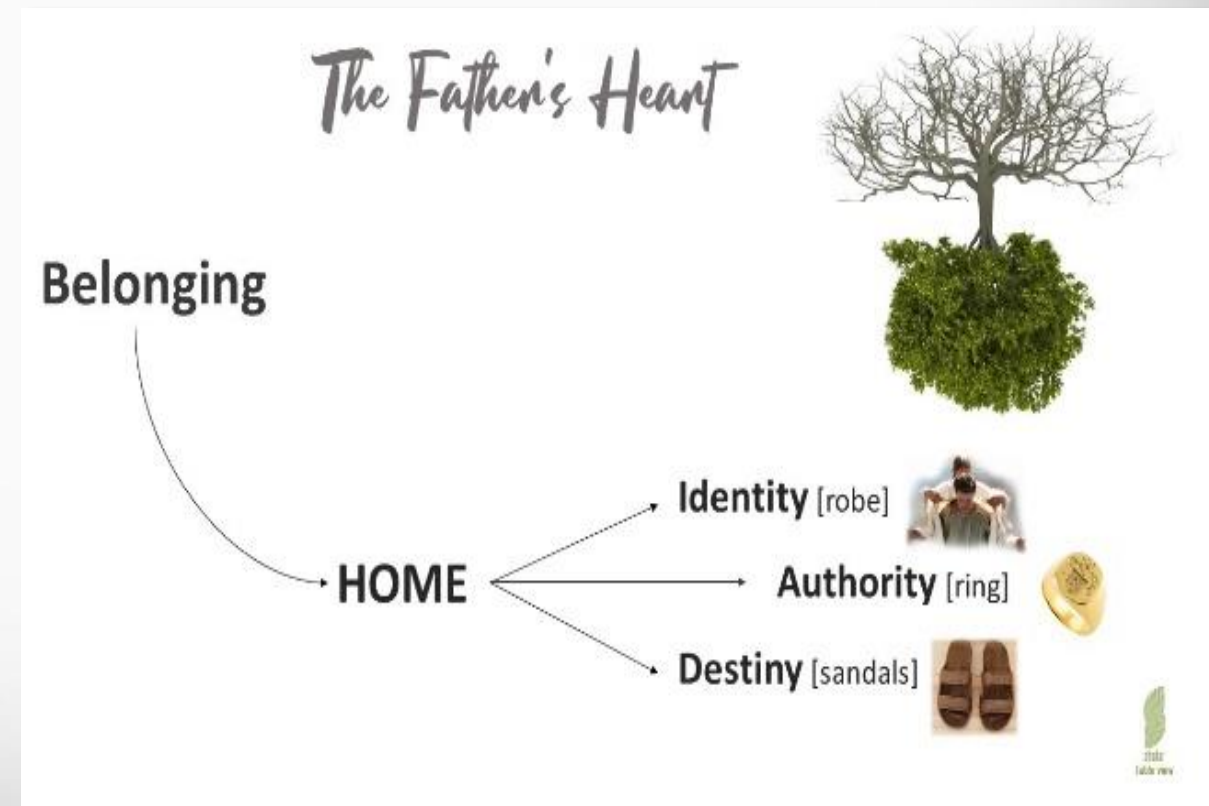 The Father's Heart
Belonging
HOME
Identity [robe]
Authority [ring]
Destiny [sandals]